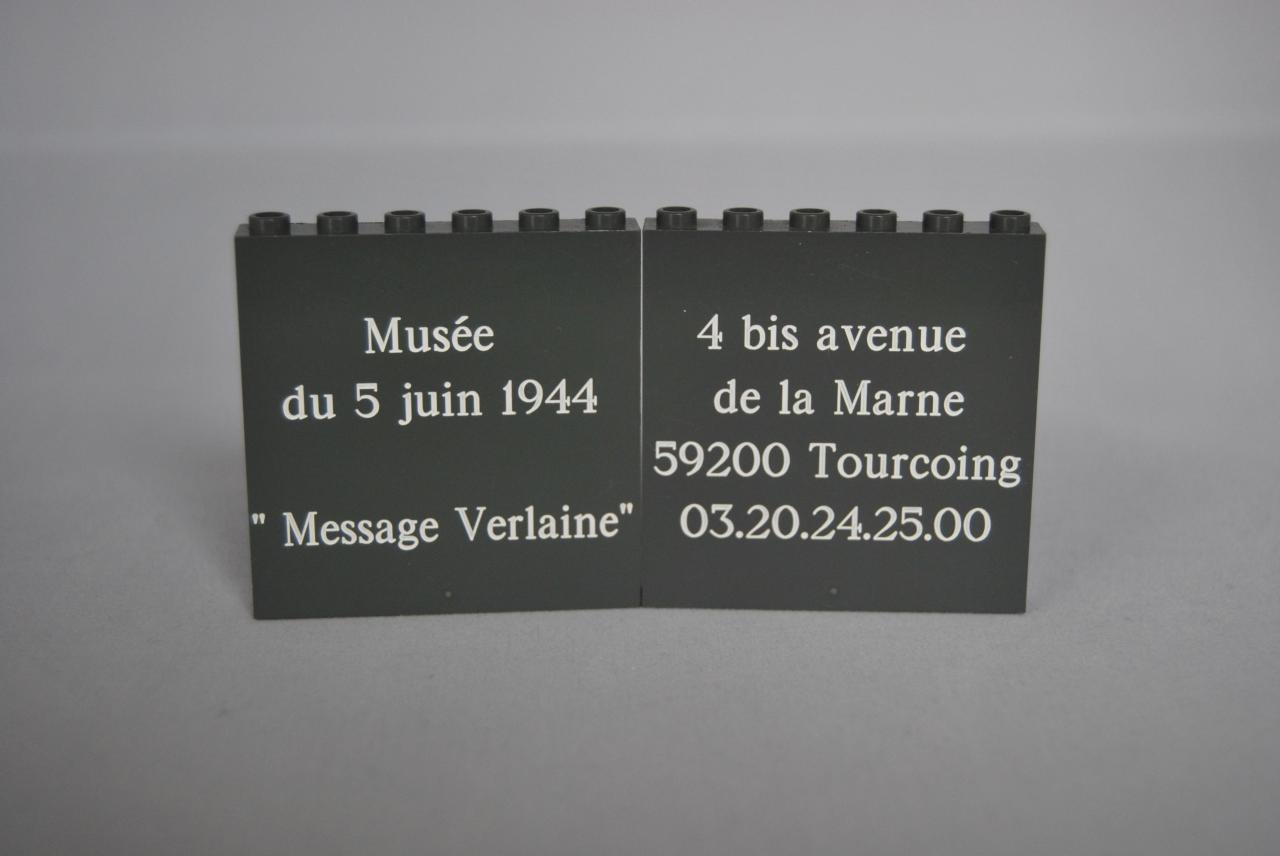 Musée
du 5 juin 1944
" Message Verlaine"
4 bis avenue
de la Marne
59200 Tourcoing
03.20.24.25.00